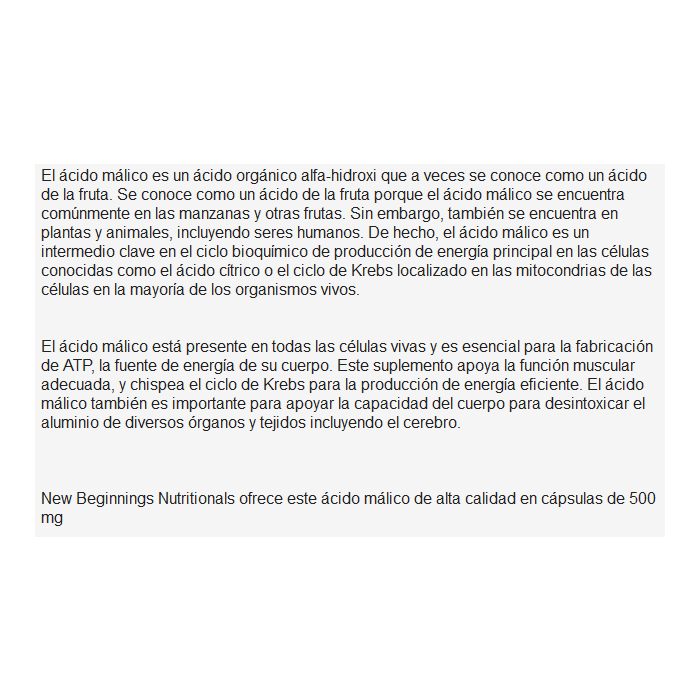 El ácido málico es un ácido orgánico alfa-hidroxi que a veces se conoce como un ácido
de la fruta. Se conoce como un ácido de la fruta porque el ácido málico se encuentra
comúnmente en las manzanas y otras frutas. Sin embargo, también se encuentra en
plantas y animales, incluyendo seres humanos. De hecho, el ácido málico es un
intermedio clave en el ciclo bioquímico de producción de energía principal en las células
conocidas como el ácido cítrico o el ciclo de Krebs localizado en las mitocondrias de las
células en la mayoría de los organismos vivos.
El ácido málico está presente en todas las células vivas y es esencial para la fabricación
de ATP, la fuente de energía de su cuerpo. Este suplemento apoya la función muscular
adecuada, y chispea el ciclo de Krebs para la producción de energía eficiente. El ácido
málico también es importante para apoyar la capacidad del cuerpo para desintoxicar el
aluminio de diversos órganos y tejidos incluyendo el cerebro.
New Beginnings Nutritionals ofrece este ácido málico de alta calidad en cápsulas de 500
mg